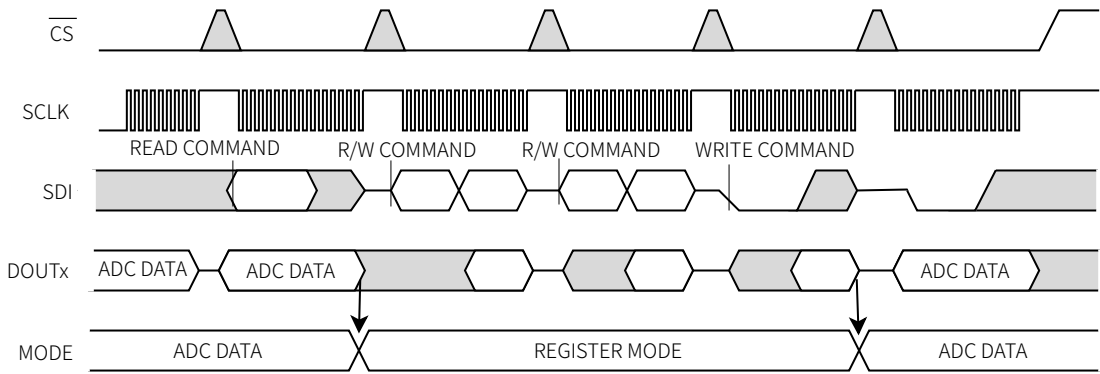 CS
SCLK
READ COMMAND R/W COMMAND R/W COMMAND WRITE COMMAND
SDI
DOUTx ADC DATA ADC DATA ADC DATA
MODE ADC DATA REGISTER MODE ADC DATA